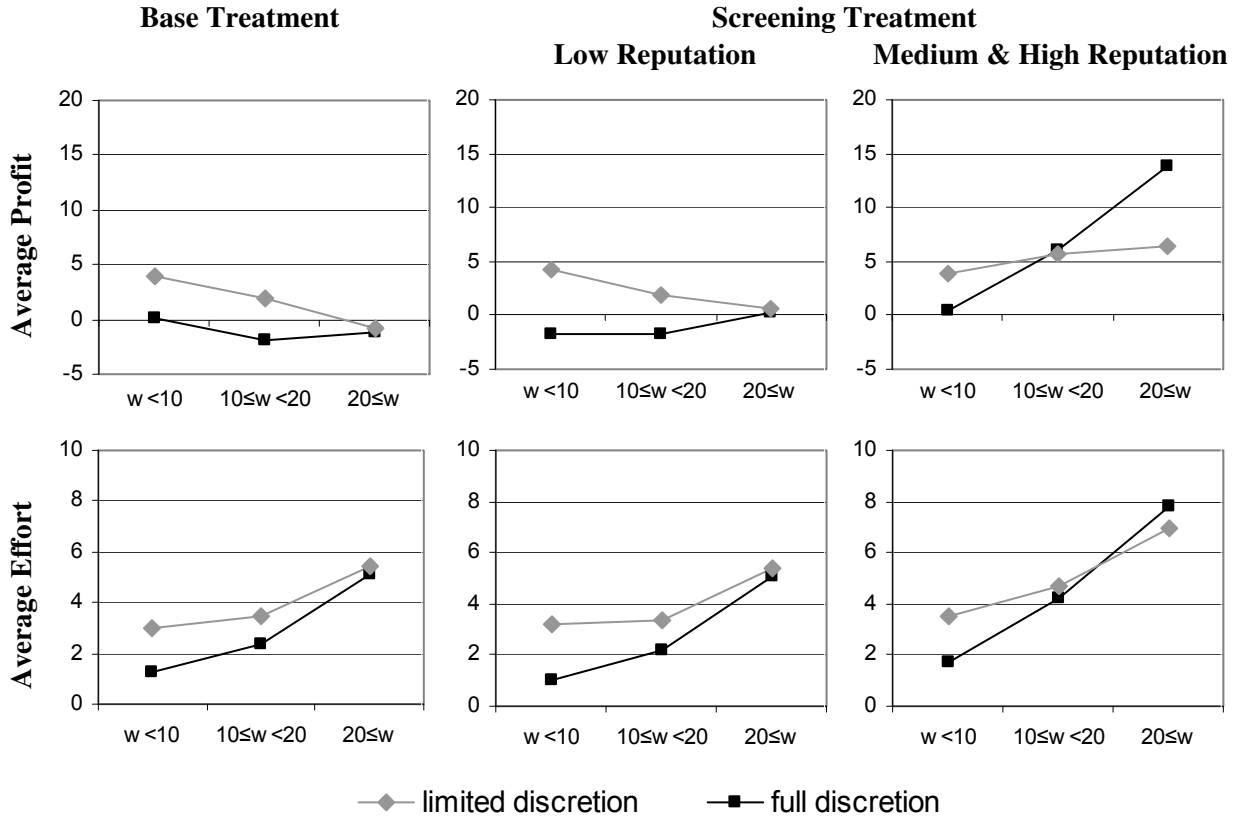 Base Treatment
Screening Treatment
Low Reputation
Medium & High Reputation
Average Profit
20
15
10
5
0
-5
w <10
10≤w <20
20≤w
20
15
10
5
0
-5
w <10
10≤w <20
20≤w
20
15
10
5
0
-5
w <10
10≤w <20
20≤w
Average Effort
10
8
6
4
2
0
w <10
10≤w <20
20≤w
10
8
6
4
2
0
w <10
10≤w <20
20≤w
10
8
6
4
2
0
w <10
10≤w <20
20≤w
limited discretion
full discretion